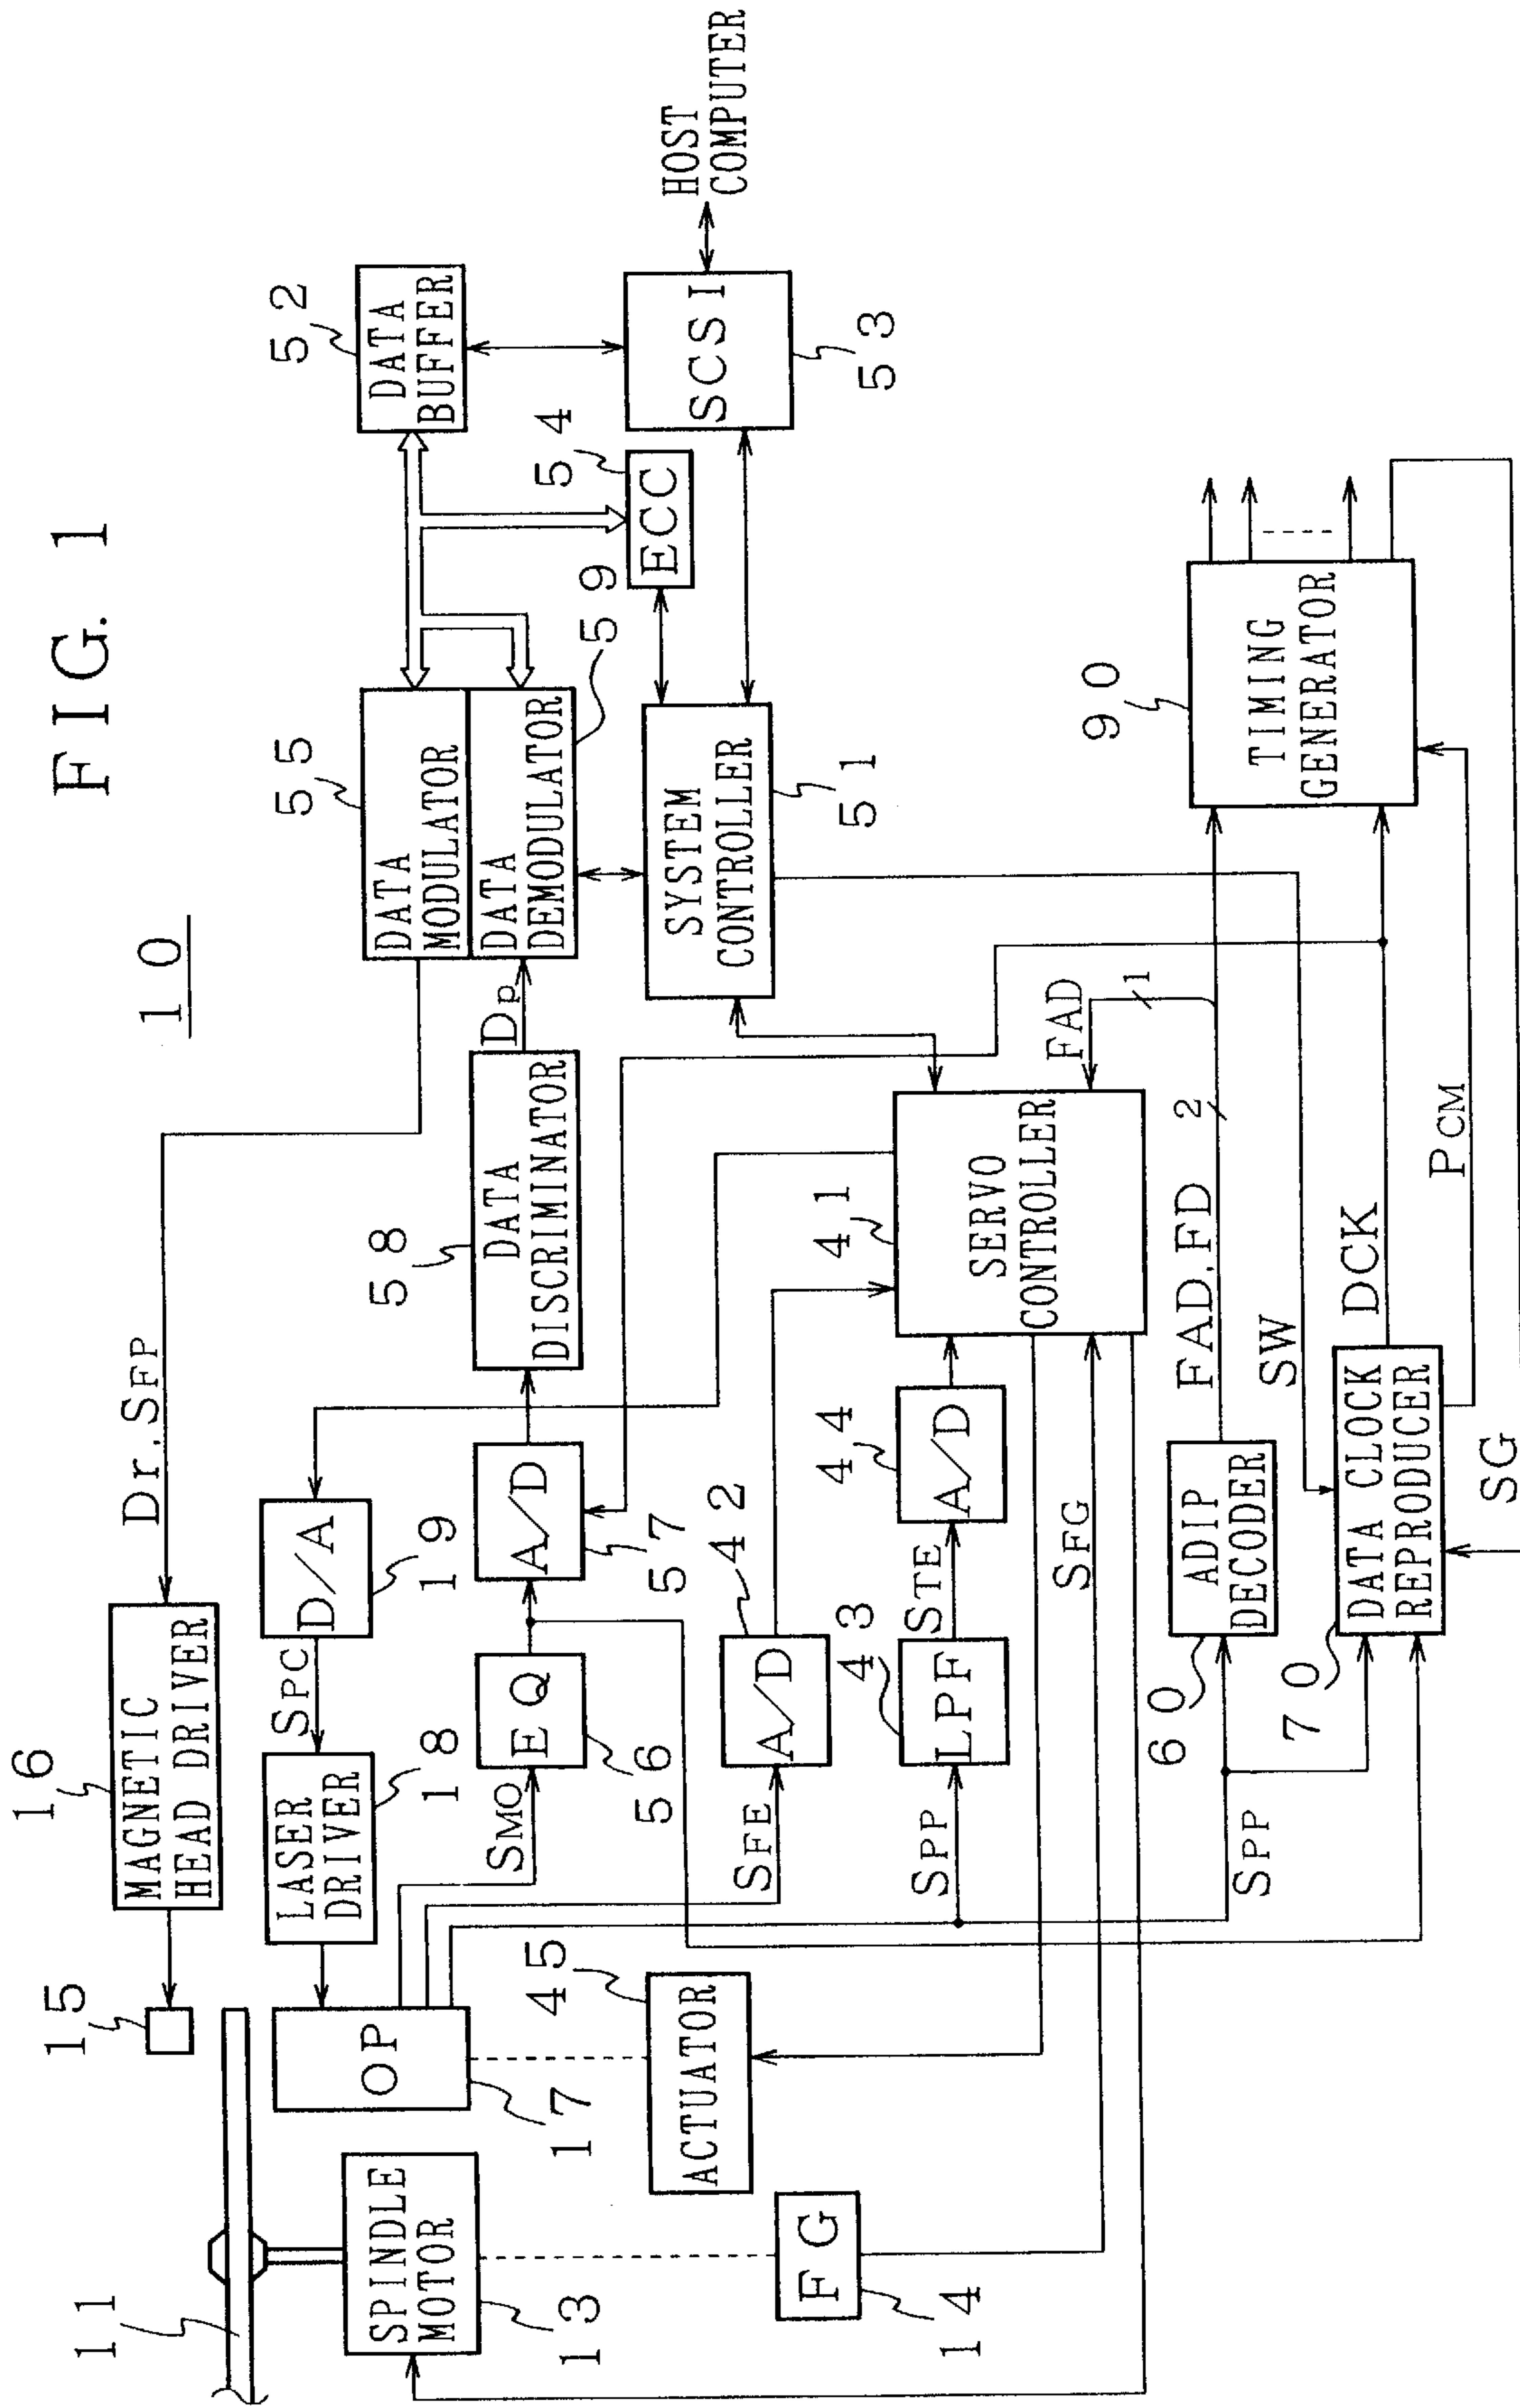 FIG. 1
10
11
15
16
MAGNETIC
HEAD DRIVER
Dr.SFP
55
DATA
MODULATOR
DATA
DEMODULATOR
59
52
DATA
BUFFER
LASER
DRIVER
18
SPC
D/A
19
58
DATA
DISCRIMINATOR
Dp
OP
17
SPINDLE
MOTOR
13
SMO
EQ
56
A/D
57
54
ECC
SCSI
53
HOST
COMPUTER
SYSTEM
CONTROLLER
51
45
ACTUATOR
SFE
A/D
42
FG
14
SPP
LPF
43
STE
A/D
44
41
SERVO
CONTROLLER
FAD
1
SFG
SPP
60
ADIP
DECODER
FAD,FD
2
SW
90
TIMING
GENERATOR
70
DATA CLOCK
REPRODUCER
DCK
PCM
SG